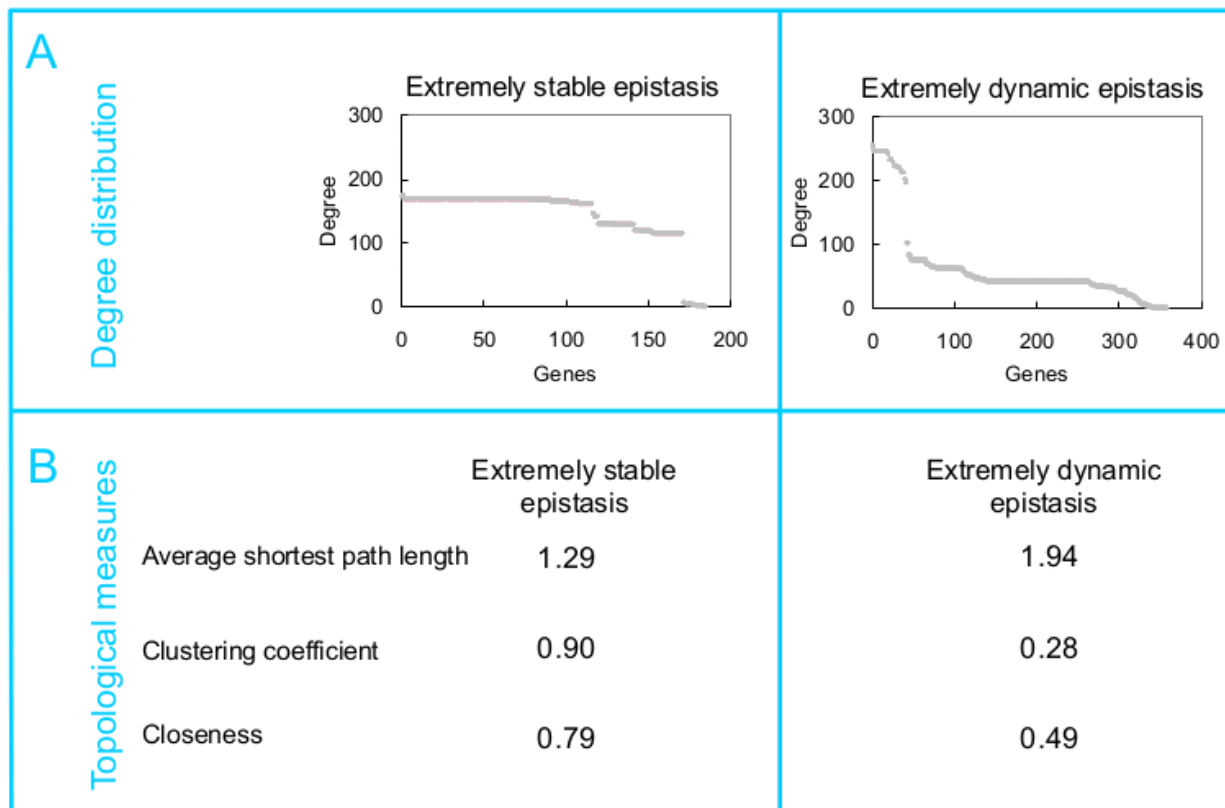 A
Degree distribution
Extremely stable epistasis
300
200
100
0
Degree
0 50 100 150 200
Genes
Extremely dynamic epistasis
300
200
100
0
Degree
0 100 200 300 400
Genes
B
Topological measures
Extremely stable
epistasis
Extremely dynamic
epistasis
Average shortest path length 1.29 1.94
Clustering coefficient 0.90 0.28
Closeness 0.79 0.49